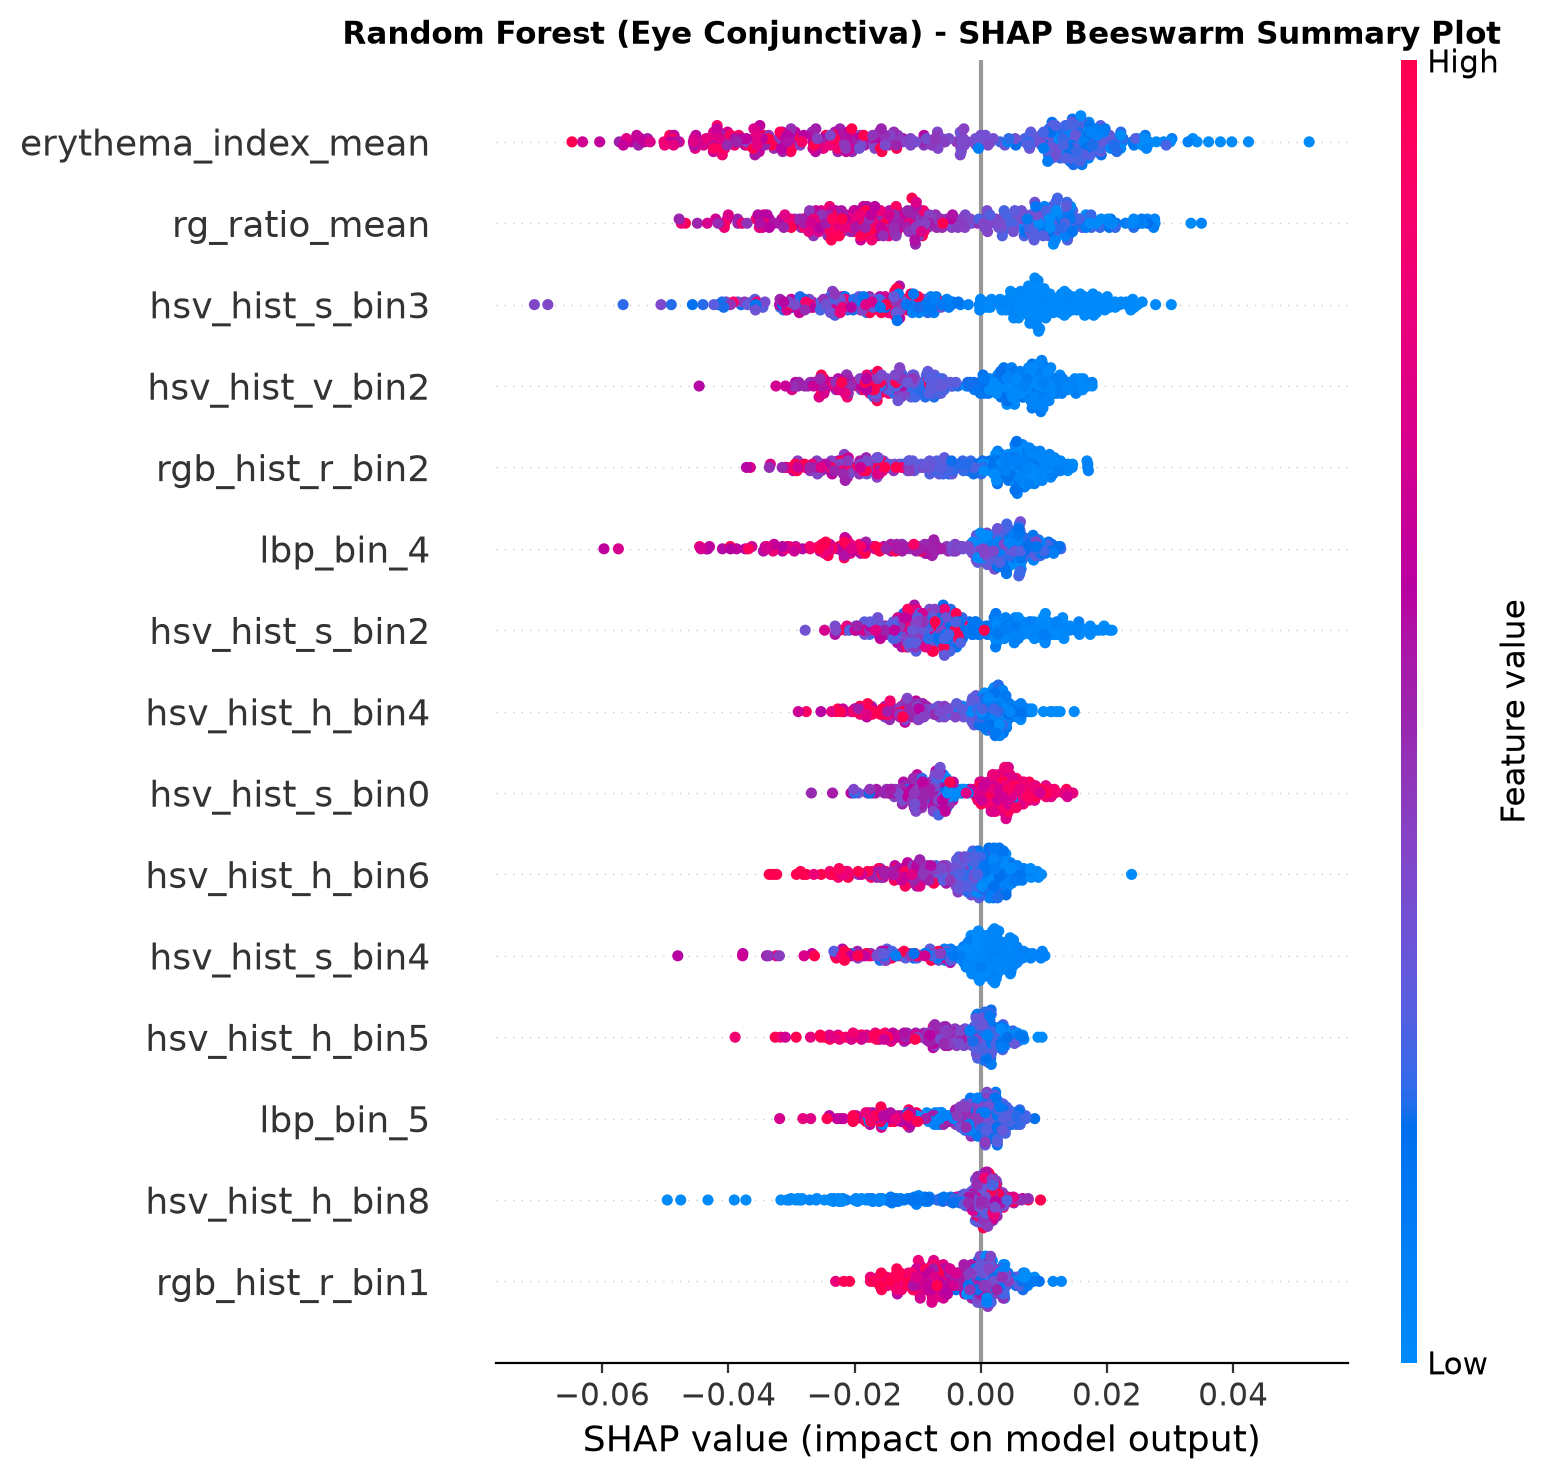 Random Forest (Eye Conjunctiva) - SHAP Beeswarm Summary Plot
High
erythema_index_mean
rg_ratio_mean
hsv_hist_s_bin3
hsv_hist_v_bin2
rgb_hist_r_bin2
lbp_bin_4
hsv_hist_s_bin2
hsv_hist_h_bin4
hsv_hist_s_bin0
hsv_hist_h_bin6
hsv_hist_s_bin4
hsv_hist_h_bin5
lbp_bin_5
hsv_hist_h_bin8
rgb_hist_r_bin1
Feature value
Low
−0.06 −0.04 −0.02 0.00 0.02 0.04
SHAP value (impact on model output)